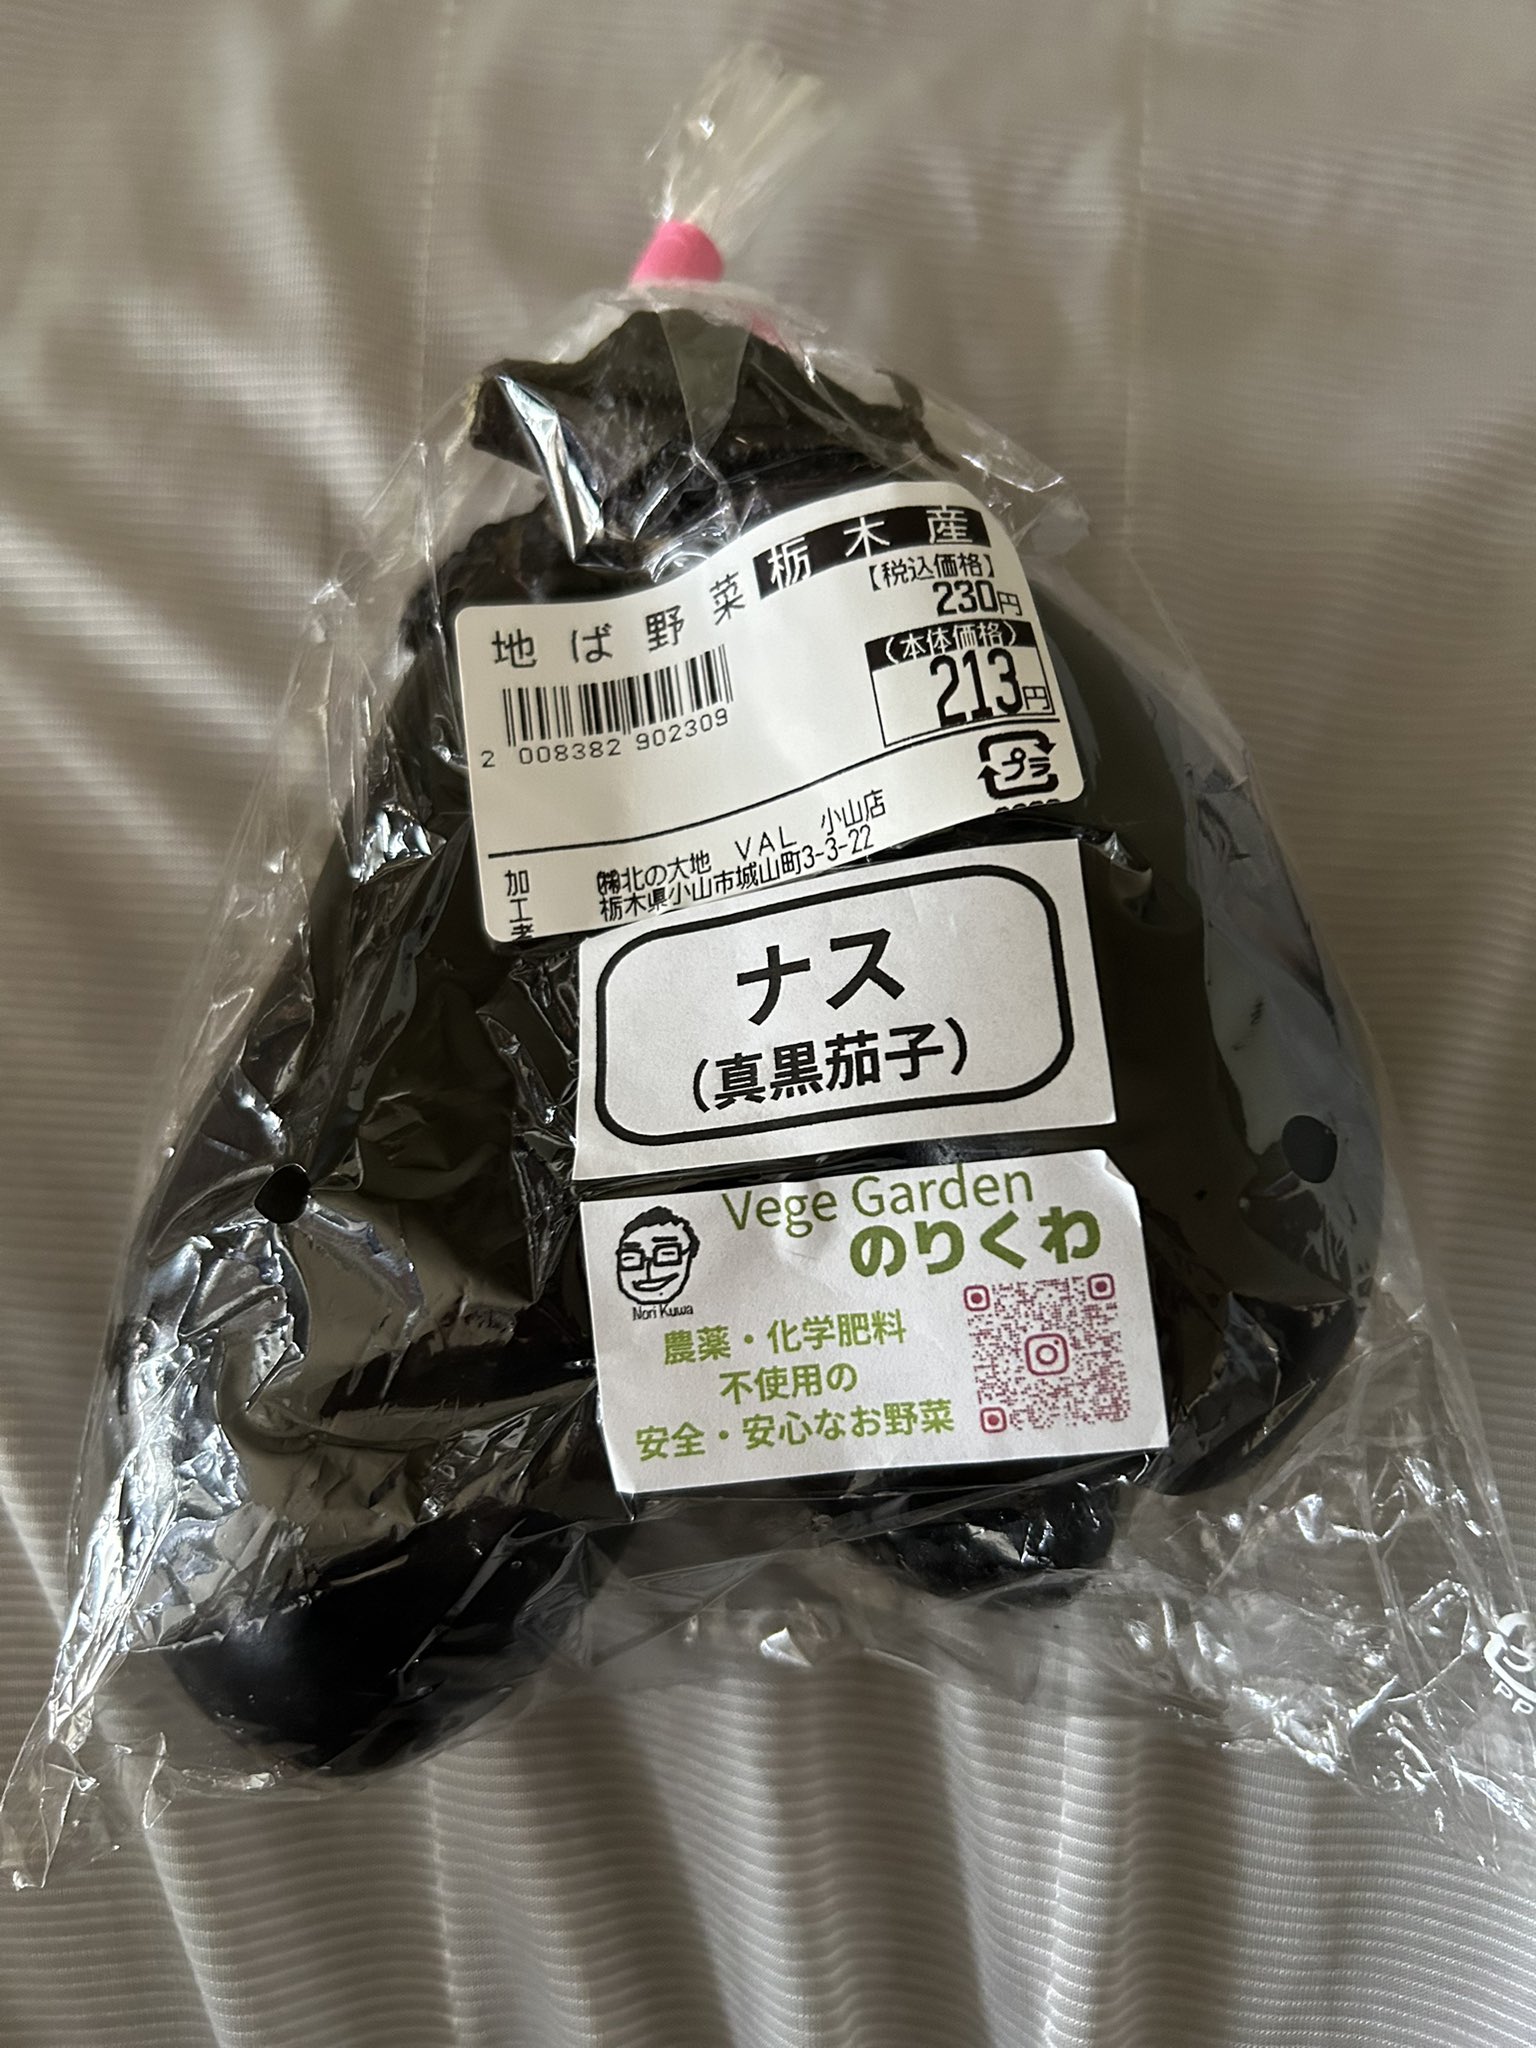 地ば野菜 栃木産
【税込価格】
230円
(本体価格)
213円
2 008382 902309
プラ
加工者
㈱北の大地 VAL 小山店
栃木県小山市城山町3-3-22
ナス
(真黒茄子)
Vege Garden
のりくわ
Nori Kuwa
農薬・化学肥料
不使用の
安全・安心なお野菜
PP